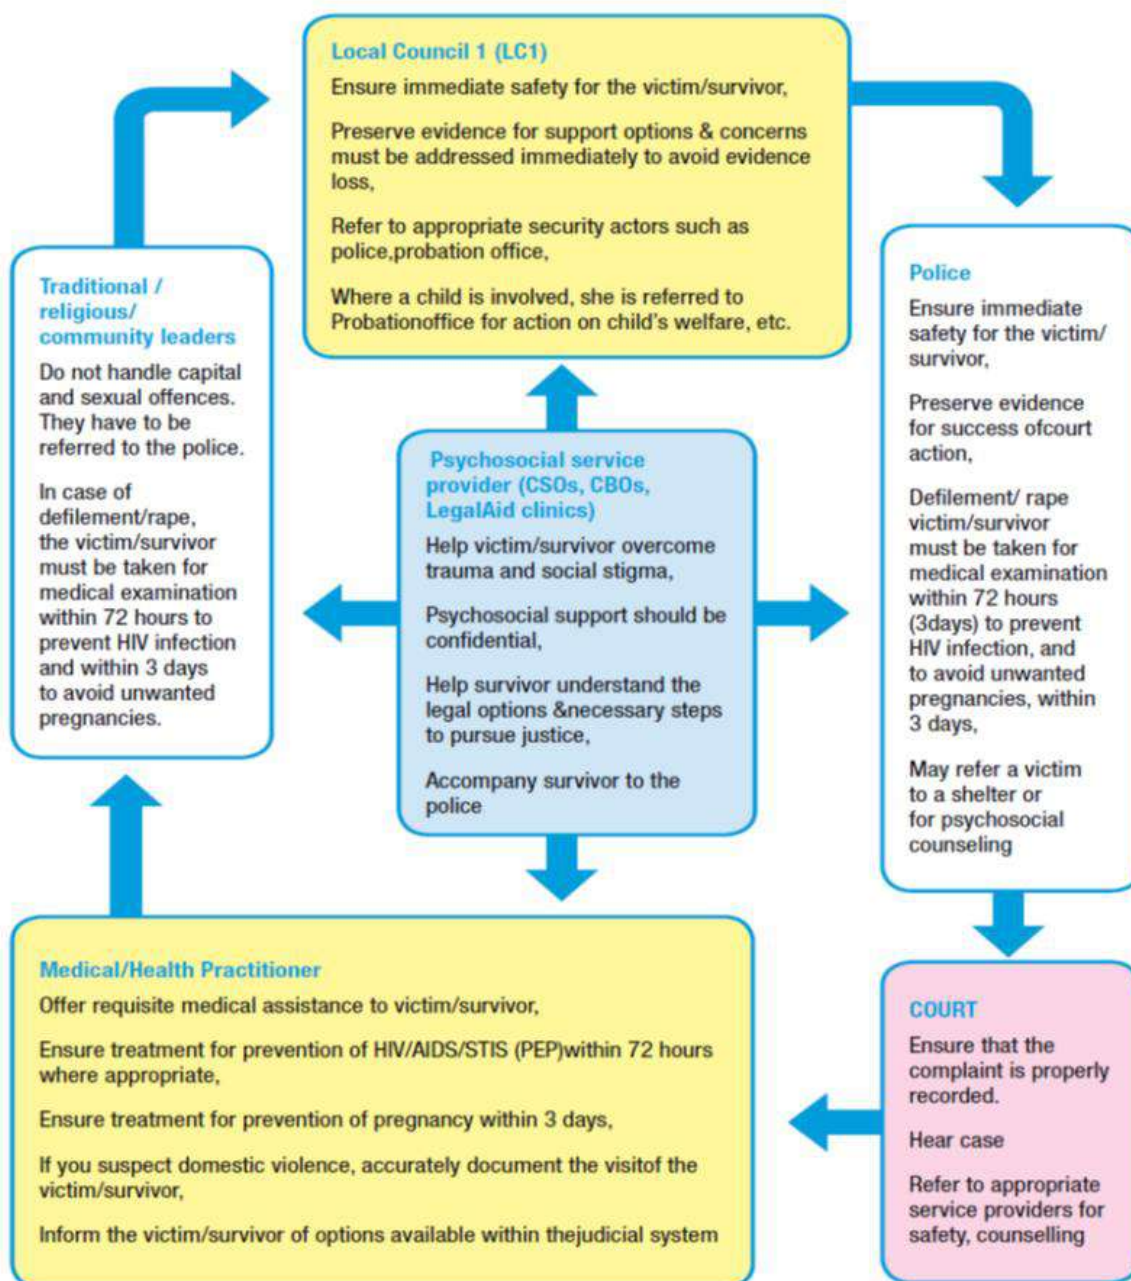 Local Council 1 (LC1)
Ensure immediate safety for the victim/survivor,
Preserve evidence for support options & concerns
must be addressed immediately to avoid evidence
loss,
Refer to appropriate security actors such as
police,probation office,
Where a child is involved, she is referred to
Probationoffice for action on child's welfare, etc.
Traditional /
religious/
community leaders
Do not handle capital
and sexual offences.
They have to be
referred to the police.
In case of
defilement/rape,
the victim/survivor
must be taken for
medical examination
within 72 hours to
prevent HIV infection
and within 3 days
to avoid unwanted
pregnancies.
Psychosocial service
provider (CSOs, CBOs,
LegalAid clinics)
Help victim/survivor overcome
trauma and social stigma,
Psychosocial support should be
confidential,
Help survivor understand the
legal options &necessary steps
to pursue justice,
Accompany survivor to the
police
Police
Ensure immediate
safety for the victim/
survivor,
Preserve evidence
for success ofcourt
action,
Defilement/ rape
victim/survivor
must be taken for
medical examination
within 72 hours
(3days) to prevent
HIV infection, and
to avoid unwanted
pregnancies, within
3 days,
May refer a victim
to a shelter or
for psychosocial
counseling
Medical/Health Practitioner
Offer requisite medical assistance to victim/survivor,
Ensure treatment for prevention of HIV/AIDS/STIS (PEP)within 72 hours
where appropriate,
Ensure treatment for prevention of pregnancy within 3 days,
If you suspect domestic violence, accurately document the visitof the
victim/survivor,
Inform the victim/survivor of options available within thejudicial system
COURT
Ensure that the
complaint is properly
recorded.
Hear case
Refer to appropriate
service providers for
safety, counselling